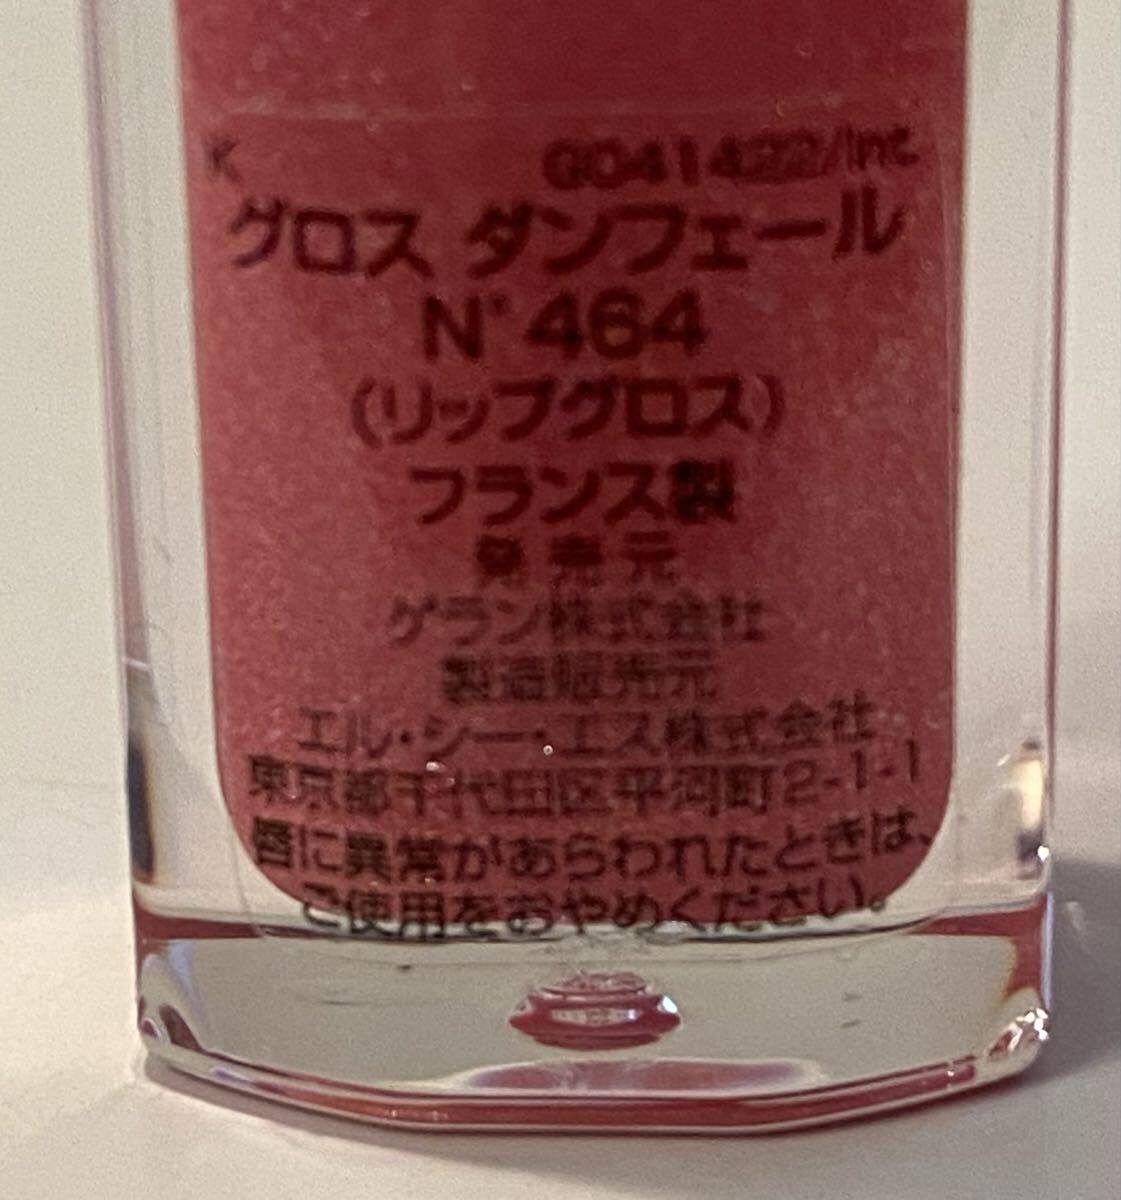 K G041422/Int.
グロス ダンフェール
N°464
(リップグロス)
フランス製
発売元
ゲラン株式会社
製造販売元
エル・シー・エス株式会社
東京都千代田区平河町2-1-1
唇に異常があらわれたときは、
ご使用をおやめください。